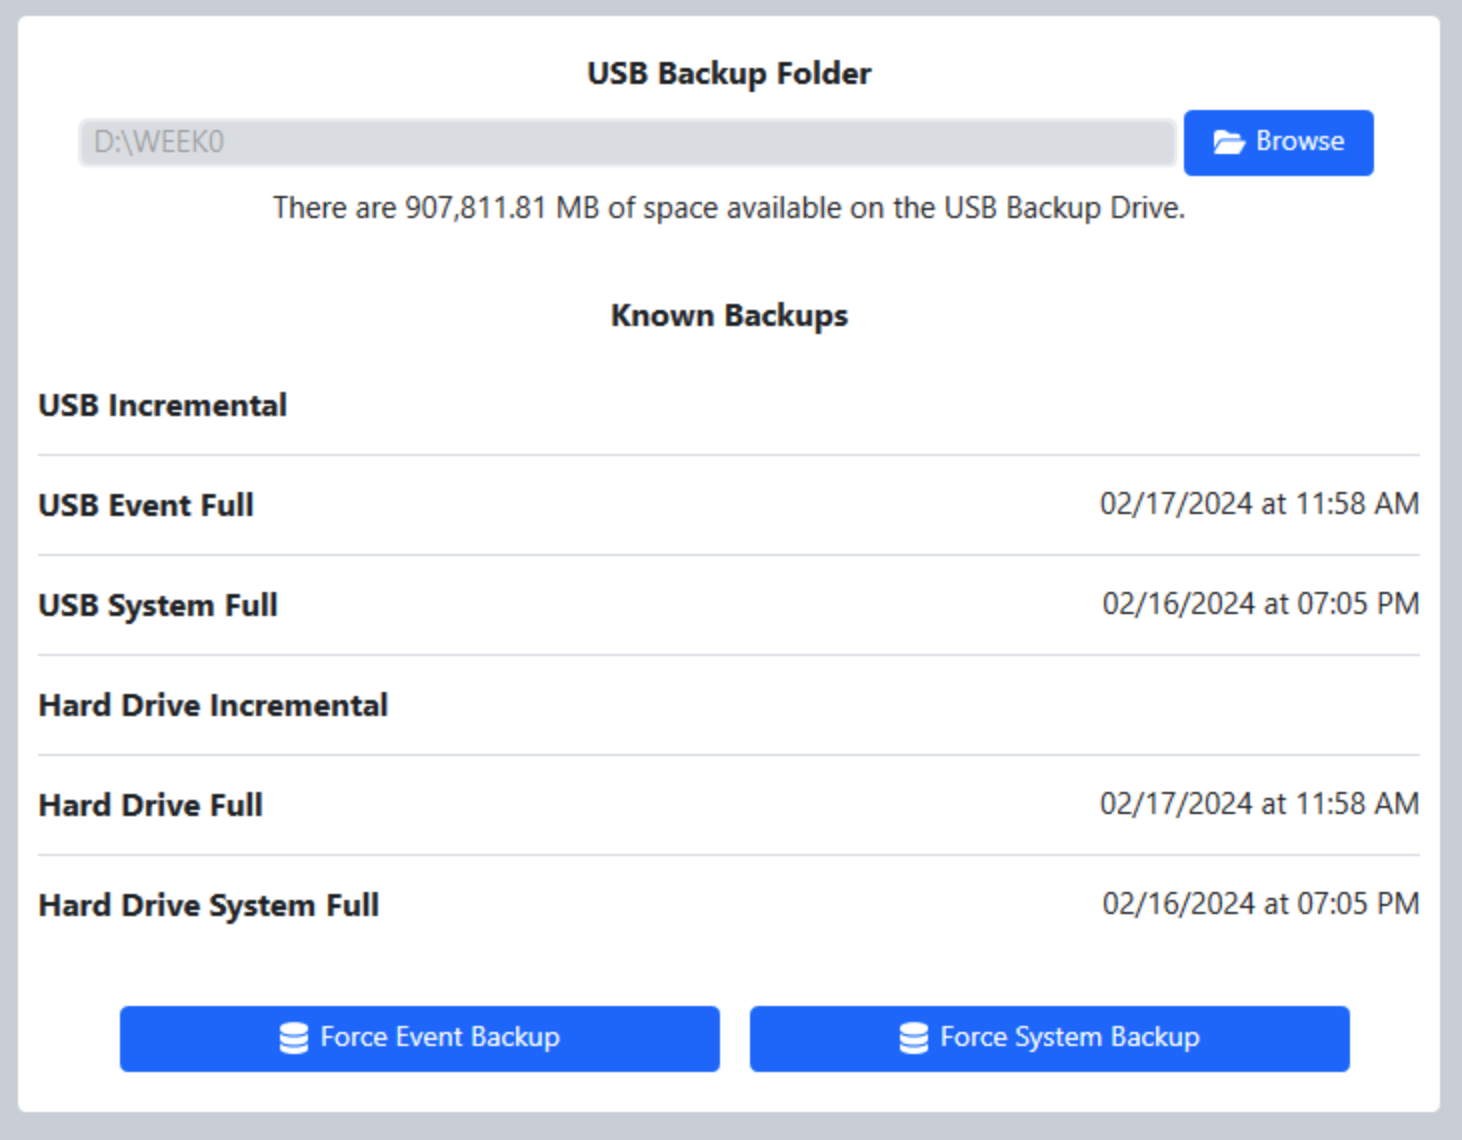 USB Backup Folder
D:\WEEK0
Browse
There are 907,811.81 MB of space available on the USB Backup Drive.
Known Backups
USB Incremental
USB Event Full 02/17/2024 at 11:58 AM
USB System Full 02/16/2024 at 07:05 PM
Hard Drive Incremental
Hard Drive Full 02/17/2024 at 11:58 AM
Hard Drive System Full 02/16/2024 at 07:05 PM
Force Event Backup
Force System Backup